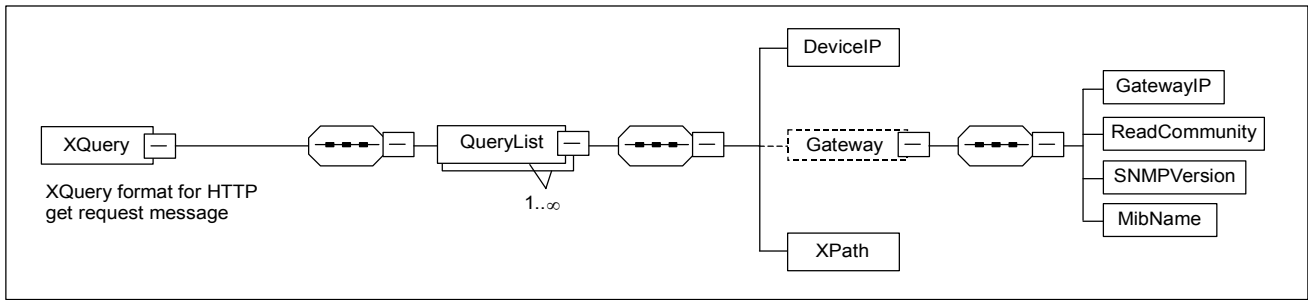 DeviceIP
GatewayIP
XQuery
QueryList
Gateway
ReadCommunity
SNMPVersion
XQuery format for HTTP
get request message
1..∞
MibName
XPath